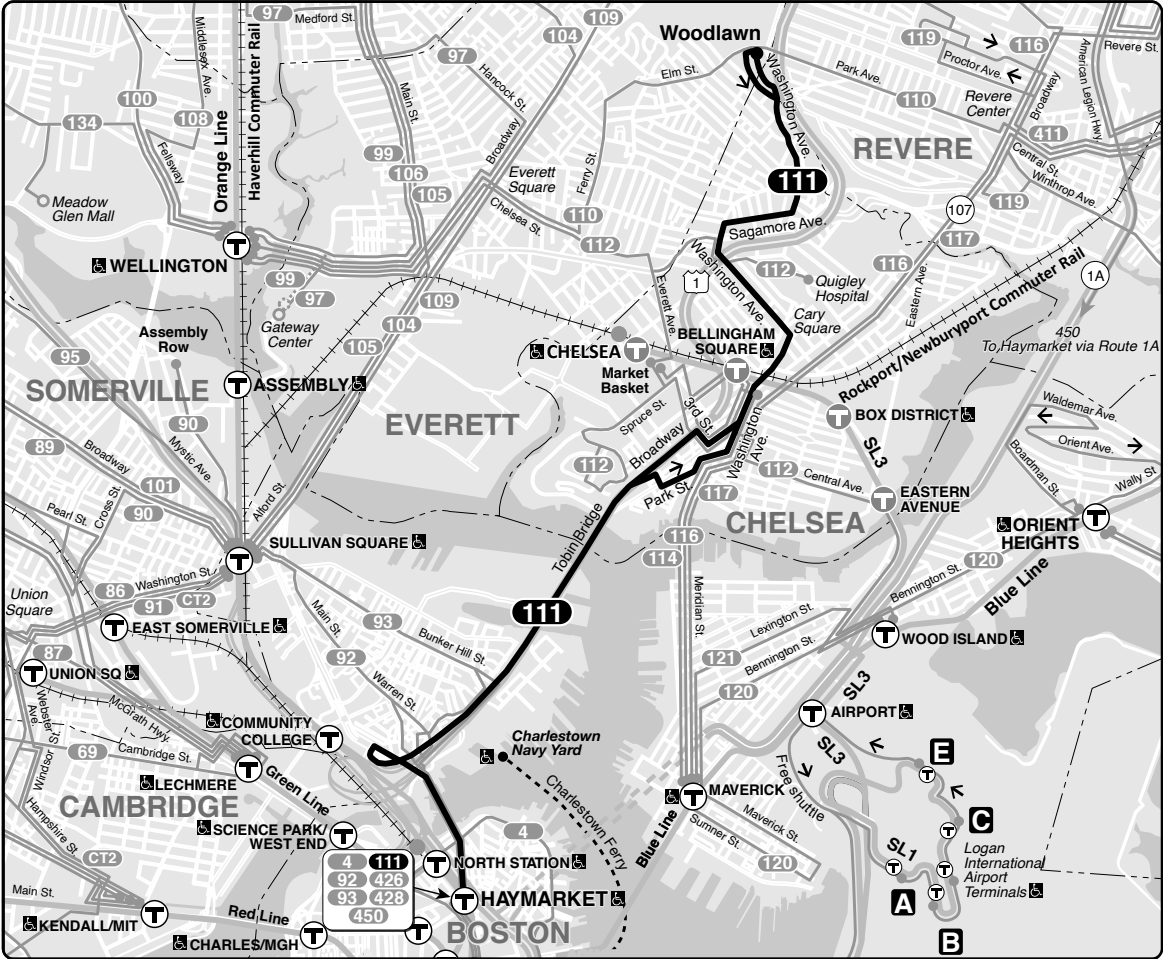 97
Medford St.
109
104
Woodlawn
119
116
Revere St.
Middlesex Ave.
97
Hancock St.
Elm St.
Washington Ave.
Park Ave.
Proctor Ave.
Revere
Center
110
Broadway
American Legion Hwy.
100
108
134
Fellsway
Orange Line
Haverhill Commuter Rail
Main St.
99
106
105
Broadway
Everett
Square
Ferry St.
REVERE
411
Central St.
Winthrop Ave.
Meadow
Glen Mall
111
119
107
Chelsea St.
110
112
Sagamore Ave.
117
WELLINGTON
99
97
Gateway
Center
109
104
105
Everett Ave.
1
Washington Ave.
112
Quigley
Hospital
116
Eastern Ave.
1A
Rockport/Newburyport Commuter Rail
Cary
Square
Assembly
Row
95
SOMERVILLE
ASSEMBLY
CHELSEA
Market
Basket
BELLINGHAM
SQUARE
450
To Haymarket via Route 1A
EVERETT
BOX DISTRICT
Waldemar Ave.
Orient Ave.
90
Mystic Ave.
89
Broadway
Spruce St.
3rd St.
Broadway
Washington
Ave.
SL3
Boardman St.
Wally St.
101
90
Cross St.
Pearl St.
Alford St.
112
Park St.
112
Central Ave.
117
EASTERN
AVENUE
CHELSEA
ORIENT
HEIGHTS
SULLIVAN SQUARE
Tobin Bridge
116
114
120
Bennington St.
Blue Line
Union
Square
86
Washington St.
91
CT2
111
Meridian St.
Lexington St.
Bennington St.
EAST SOMERVILLE
Main St.
93
Bunker Hill St.
WOOD ISLAND
87
UNION SQ
92
121
120
Warren St.
SL3
AIRPORT
Webster
Ave.
McGrath Hwy.
COMMUNITY
COLLEGE
Charlestown
Navy Yard
SL3
E
69
Cambridge St.
Windsor St.
LECHMERE
Green Line
Free shuttle
CAMBRIDGE
Charlestown Ferry
MAVERICK
C
Hampshire St.
SCIENCE PARK/
WEST END
4
Blue Line
Sumner St.
Maverick St.
Logan
International
Airport
Terminals
CT2
4
111
92
426
93
428
450
NORTH STATION
120
SL1
Main St.
HAYMARKET
A
KENDALL/MIT
Red Line
CHARLES/MGH
BOSTON
B